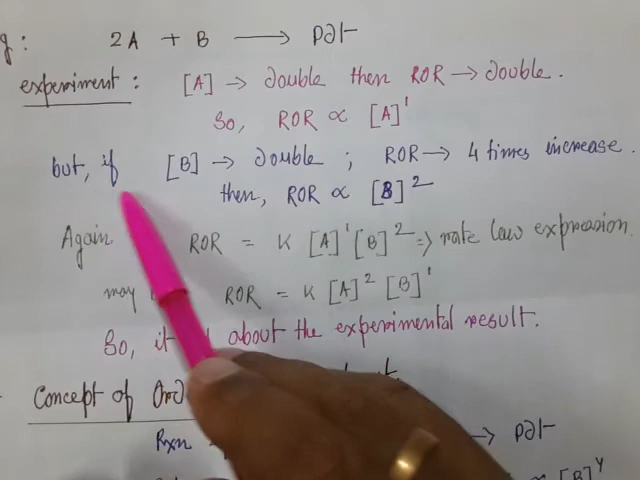 g: 2A + B ⟶ Pdt
experiment: [A] → double then ROR → double.
So, ROR ∝ [A]¹
but, if [B] → double ; ROR → 4 times increase.
then, ROR ∝ [B]²
Again ROR = K [A]¹[B]² ⇒ rate law expression.
may ROR = K [A]² [B]¹
So, it about the experimental result.
Concept of
Rxn → Pdt
∝ [B]ʸ